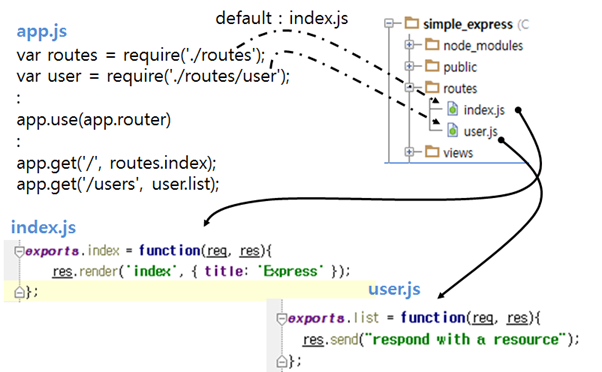 default : index.js
app.js
var routes = require('./routes');
var user = require('./routes/user');
:
app.use(app.router)
:
app.get('/', routes.index);
app.get('/users', user.list);
simple_express (C
node_modules
public
routes
index.js
user.js
views
index.js
exports.index = function(req, res){
res.render('index', { title: 'Express' });
};
user.js
exports.list = function(req, res){
res.send("respond with a resource");
};